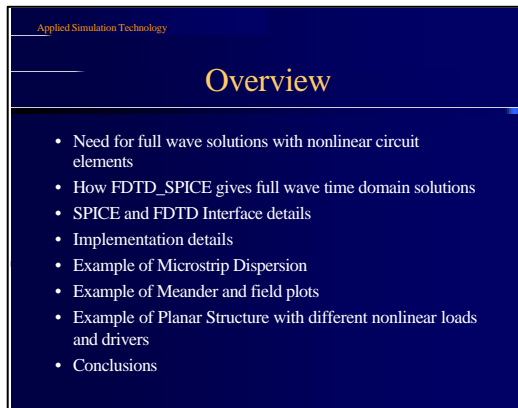 Applied Simulation Technology
Overview
• Need for full wave solutions with nonlinear circuit
elements
• How FDTD_SPICE gives full wave time domain solutions
• SPICE and FDTD Interface details
• Implementation details
• Example of Microstrip Dispersion
• Example of Meander and field plots
• Example of Planar Structure with different nonlinear loads
and drivers
• Conclusions